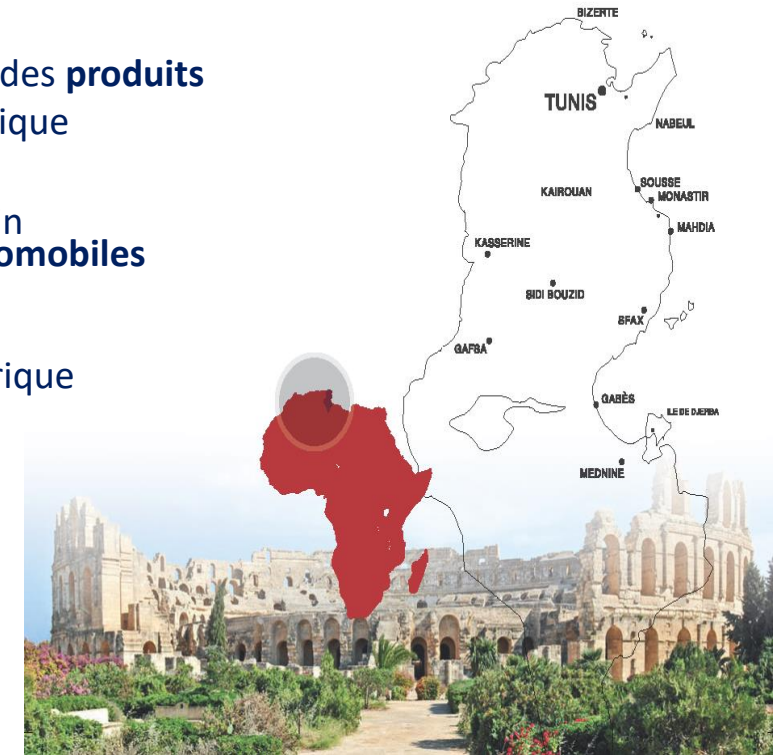 des produits
ique
n
omobiles
rique
BIZERTE
TUNIS
NABEUL
SOUSSE
KAIROUAN
MONASTIR
MAHDIA
KASSERINE
SIDI BOUZID
SFAX
GAFSA
GABÈS
ILE DE DJERBA
MEDNINE